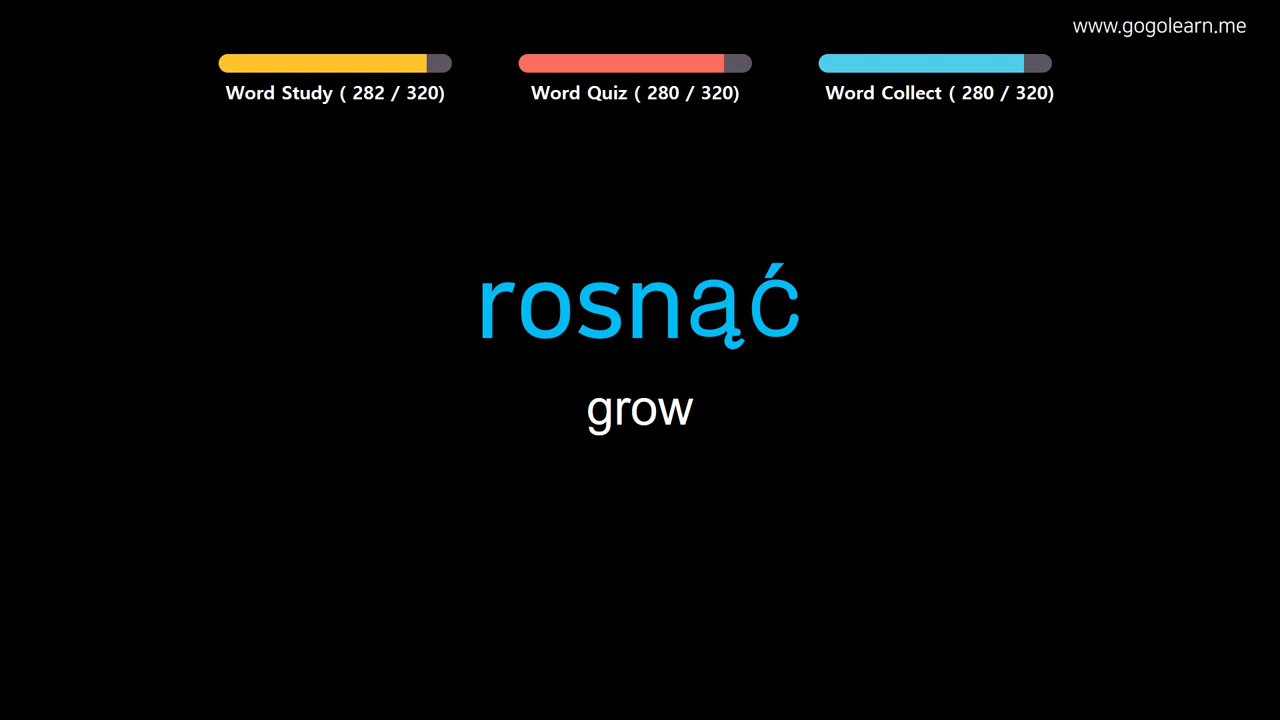 www.gogolearn.me
Word Study ( 282 / 320)
Word Quiz ( 280 / 320)
Word Collect ( 280 / 320)
rosnąć
grow